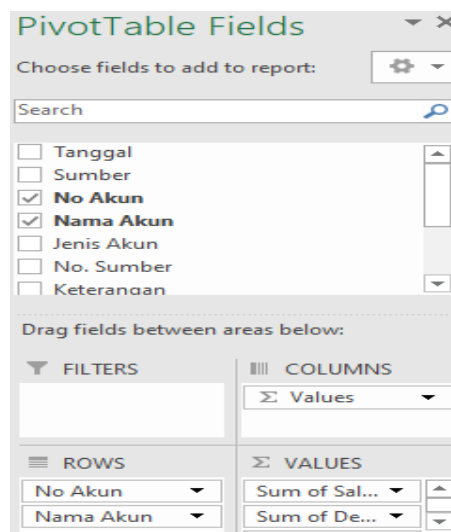 PivotTable Fields
Choose fields to add to report:
Search
Tanggal
Sumber
No Akun
Nama Akun
Jenis Akun
No. Sumber
Keterangan
Drag fields between areas below:
FILTERS
COLUMNS
Σ Values
ROWS
Σ VALUES
No Akun
Sum of Sal...
Nama Akun
Sum of De...